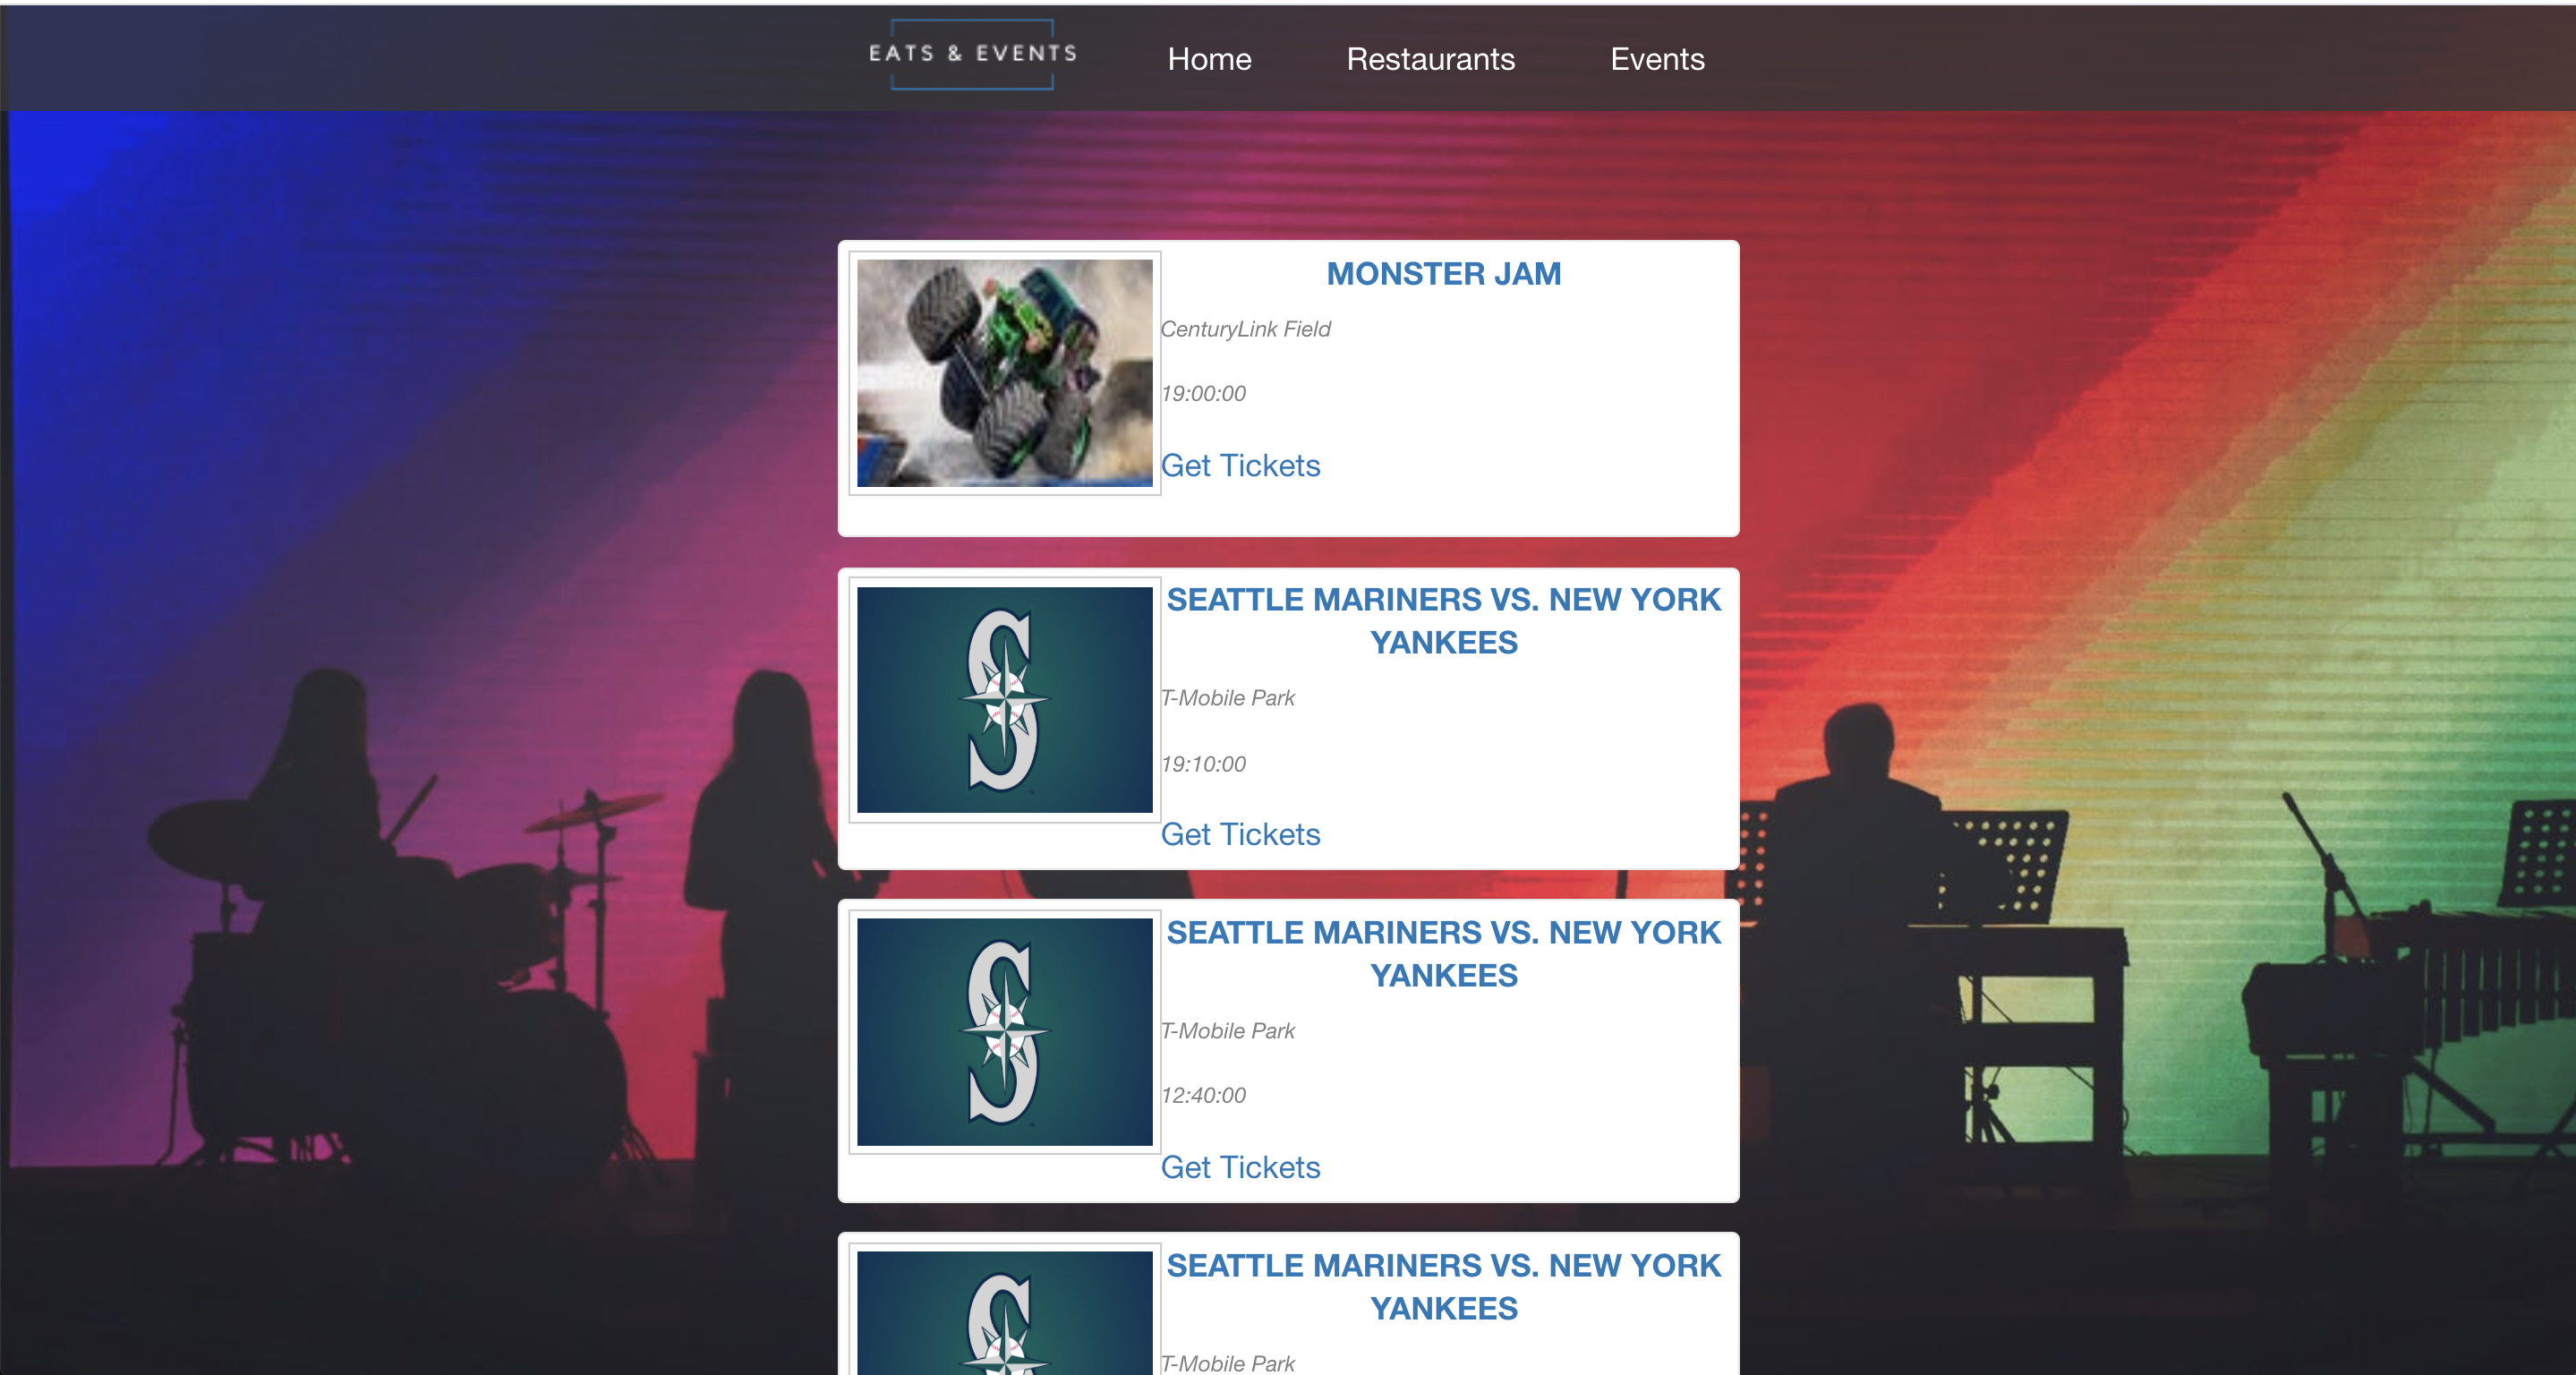 EATS & EVENTS
Home
Restaurants
Events
MONSTER JAM
CenturyLink Field
19:00:00
Get Tickets
SEATTLE MARINERS VS. NEW YORK
YANKEES
T-Mobile Park
19:10:00
Get Tickets
SEATTLE MARINERS VS. NEW YORK
YANKEES
T-Mobile Park
12:40:00
Get Tickets
SEATTLE MARINERS VS. NEW YORK
YANKEES
T-Mobile Park